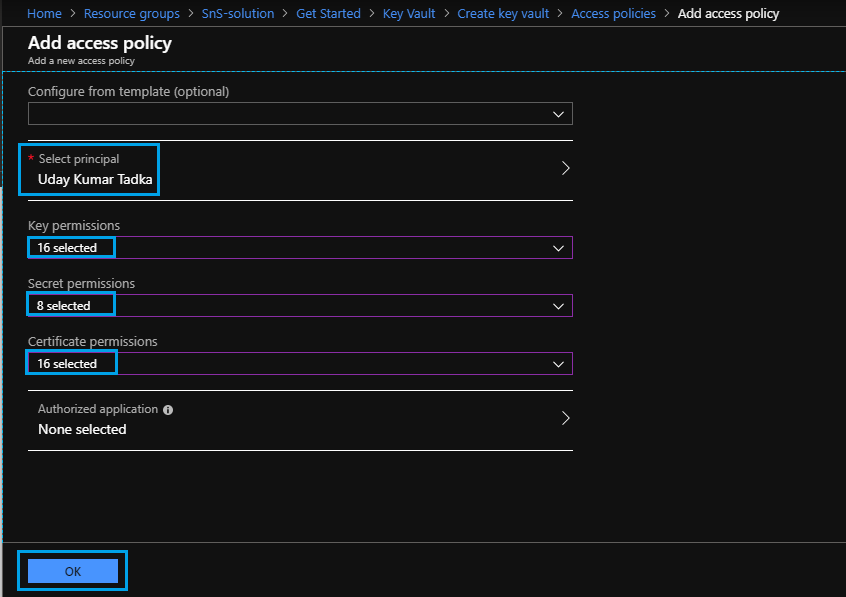 Home > Resource groups > SnS-solution > Get Started > Key Vault > Create key vault > Access policies > Add access policy
Add access policy
Add a new access policy
Configure from template (optional)
* Select principal
Uday Kumar Tadka
Key permissions
16 selected
Secret permissions
8 selected
Certificate permissions
16 selected
Authorized application
None selected
OK